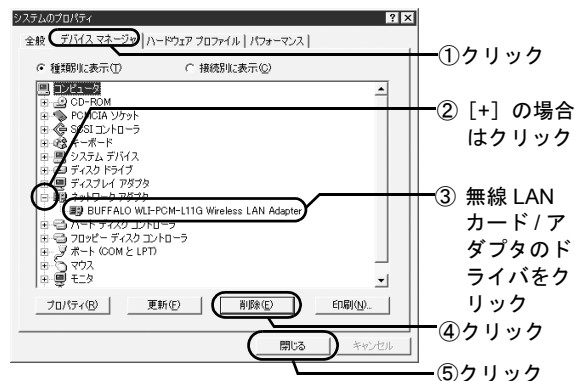 システムのプロパティ
全般 デバイス マネージャ ハードウェア プロファイル パフォーマンス
種類別に表示(T) 接続別に表示(C)
コンピュータ
CD-ROM
PCMCIA ソケット
SCSI コントローラ
キーボード
システム デバイス
ディスク ドライブ
ディスプレイ アダプタ
ネットワーク アダプタ
BUFFALO WLI-PCM-L11G Wireless LAN Adapter
ハード ディスク コントローラ
フロッピー ディスク コントローラ
ポート (COM と LPT)
マウス
モニタ
プロパティ(R) 更新(F) 削除(E) 印刷(N)...
閉じる キャンセル
①クリック
②［+］の場合
はクリック
③ 無線 LAN
カード / ア
ダプタのド
ライバをク
リック
④クリック
⑤クリック